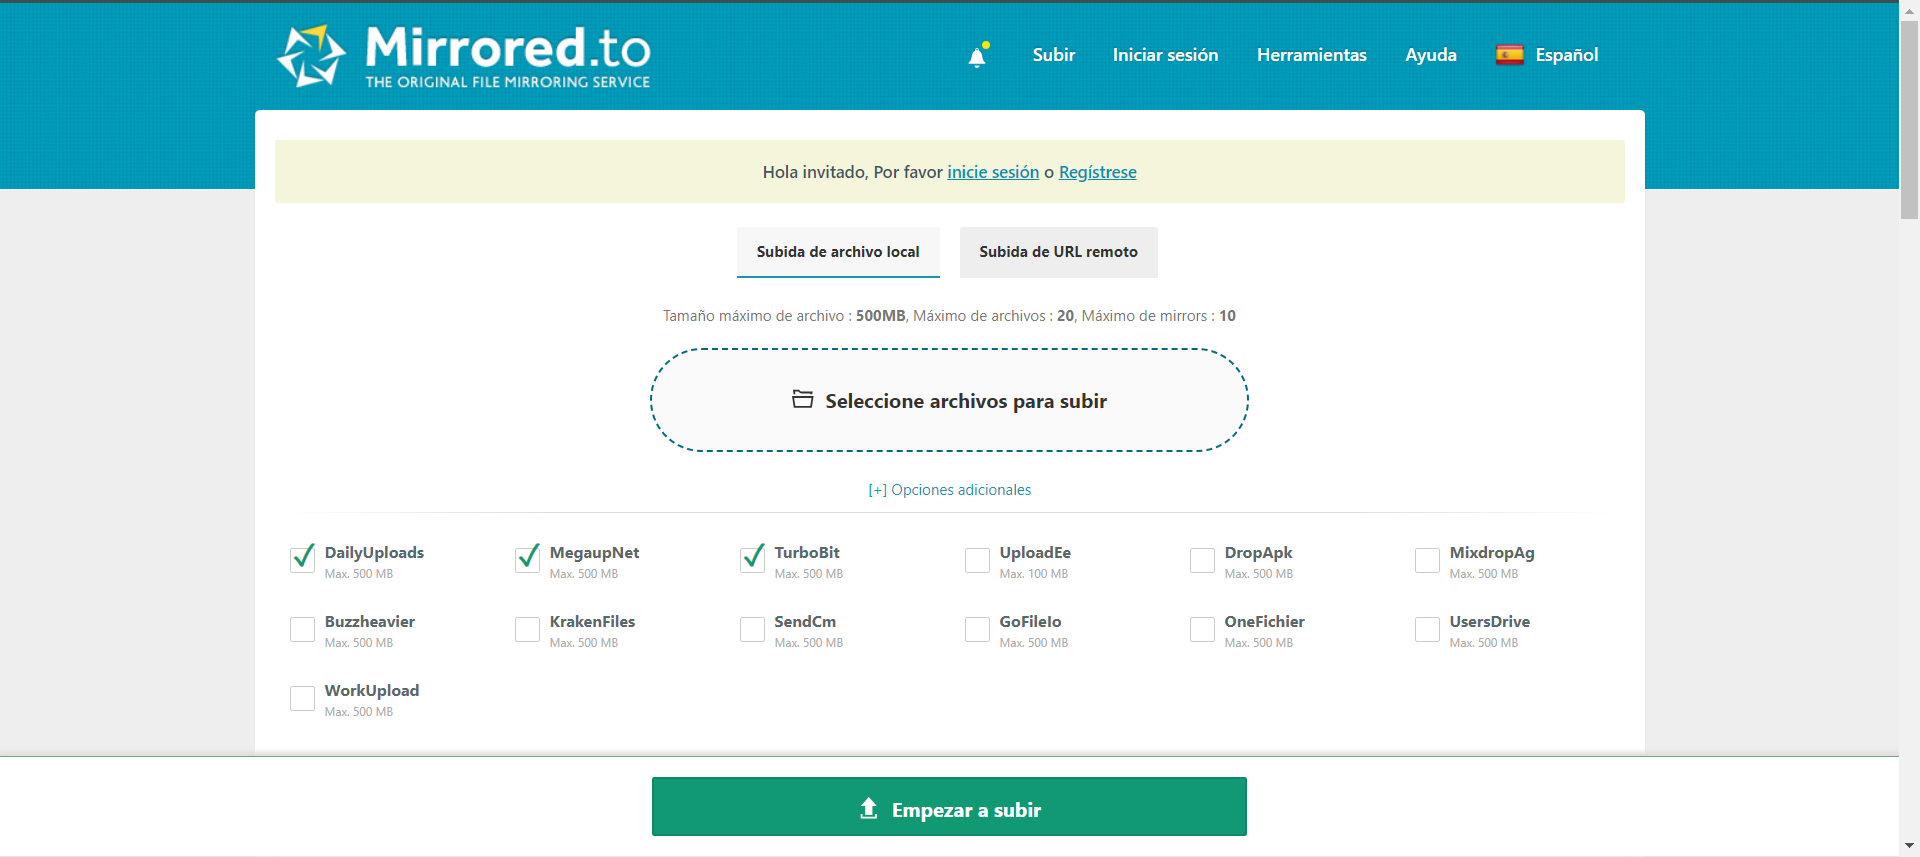 Mirrored.to
THE ORIGINAL FILE MIRRORING SERVICE
Subir
Iniciar sesión
Herramientas
Ayuda
Español
Hola invitado, Por favor inicie sesión o Regístrese
Subida de archivo local
Subida de URL remoto
Tamaño máximo de archivo : 500MB, Máximo de archivos : 20, Máximo de mirrors : 10
Seleccione archivos para subir
[+] Opciones adicionales
DailyUploads
Max. 500 MB
MegaupNet
Max. 500 MB
TurboBit
Max. 500 MB
UploadEe
Max. 100 MB
DropApk
Max. 500 MB
MixdropAg
Max. 500 MB
Buzzheavier
Max. 500 MB
KrakenFiles
Max. 500 MB
SendCm
Max. 500 MB
GoFileIo
Max. 500 MB
OneFichier
Max. 500 MB
UsersDrive
Max. 500 MB
WorkUpload
Max. 500 MB
Empezar a subir